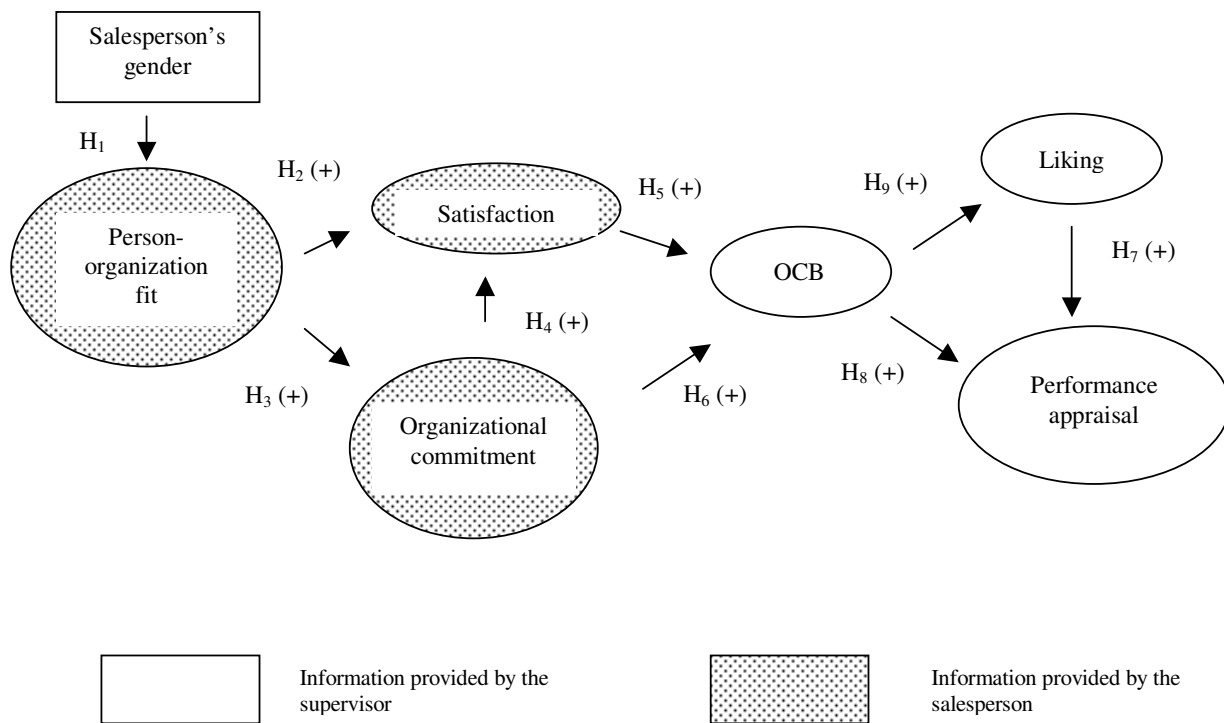 Salesperson's
gender
H₁
Person-
organization
fit
H₂ (+)
H₃ (+)
Satisfaction
H₄ (+)
Organizational
commitment
H₅ (+)
H₆ (+)
OCB
H₉ (+)
H₈ (+)
Liking
H₇ (+)
Performance
appraisal
Information provided by the
supervisor
Information provided by the
salesperson